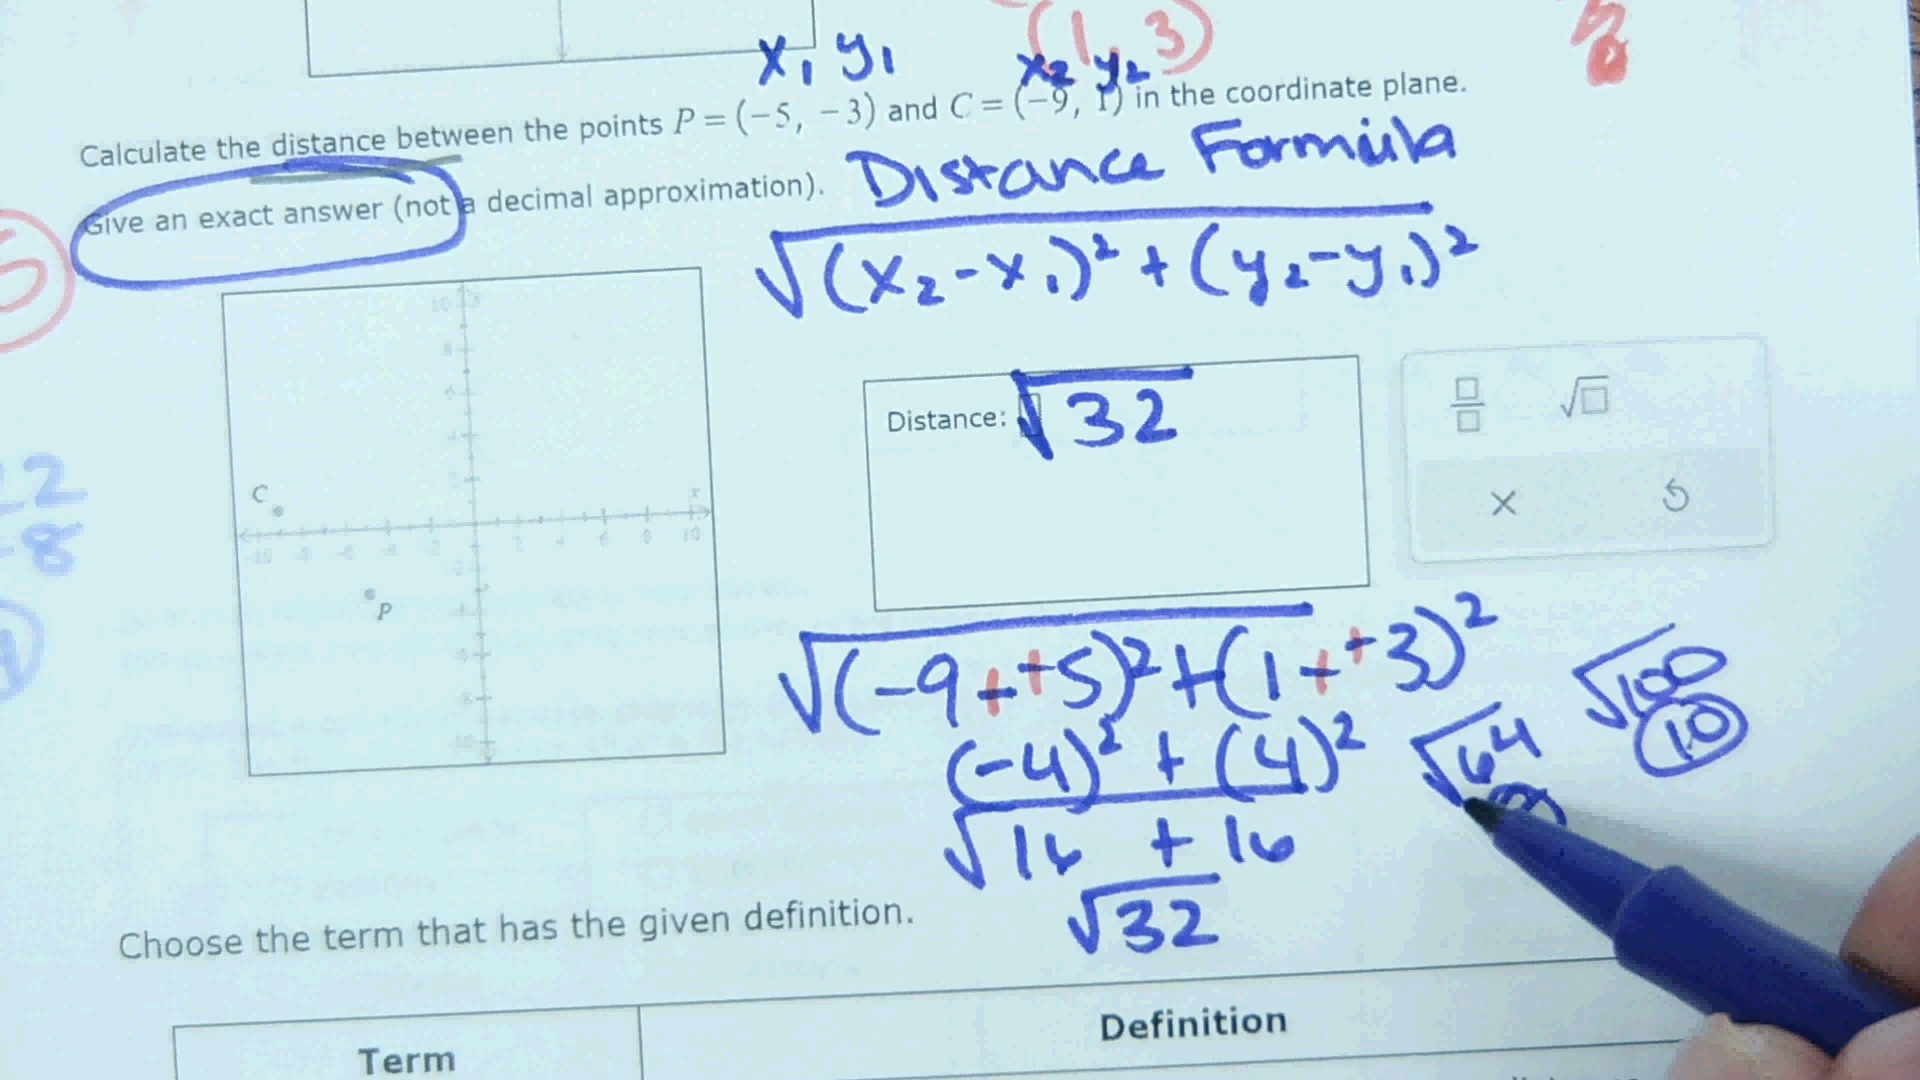 (1, 3)
x₁ y₁ x₂ y₂
Calculate the distance between the points P = (−5, −3) and C = (−9, 1) in the coordinate plane.
Give an exact answer (not a decimal approximation).
Distance Formula
√(x₂-x₁)² + (y₂-y₁)²
Distance: √32
C
P
x
√(-9 + +5)² + (1 + +3)²
(-4)² + (4)²
√16 + 16
√32
√64
√100
10
Choose the term that has the given definition.
Term
Definition